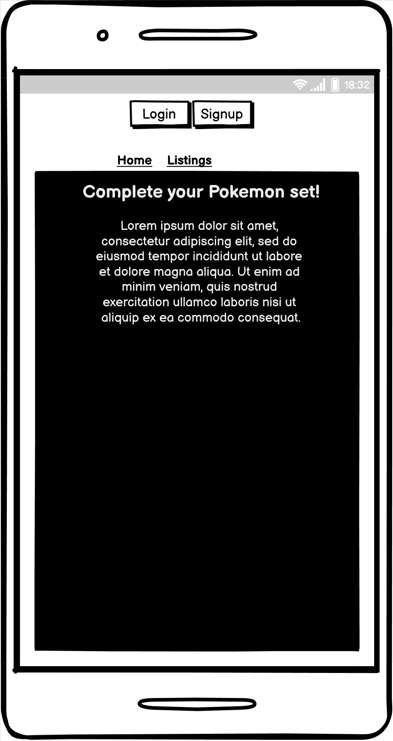 18:32
Login Signup
Home Listings
Complete your Pokemon set!
Lorem ipsum dolor sit amet,
consectetur adipiscing elit, sed do
eiusmod tempor incididunt ut labore
et dolore magna aliqua. Ut enim ad
minim veniam, quis nostrud
exercitation ullamco laboris nisi ut
aliquip ex ea commodo consequat.